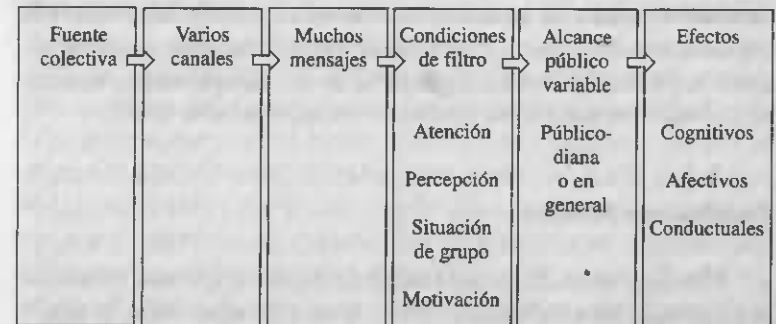 Fuente
colectiva
Varios
canales
Muchos
mensajes
Condiciones
de filtro
Atención
Percepción
Situación
de grupo
Motivación
Alcance
público
variable
Público-
diana
o en
general
Efectos
Cognitivos
Afectivos
Conductuales